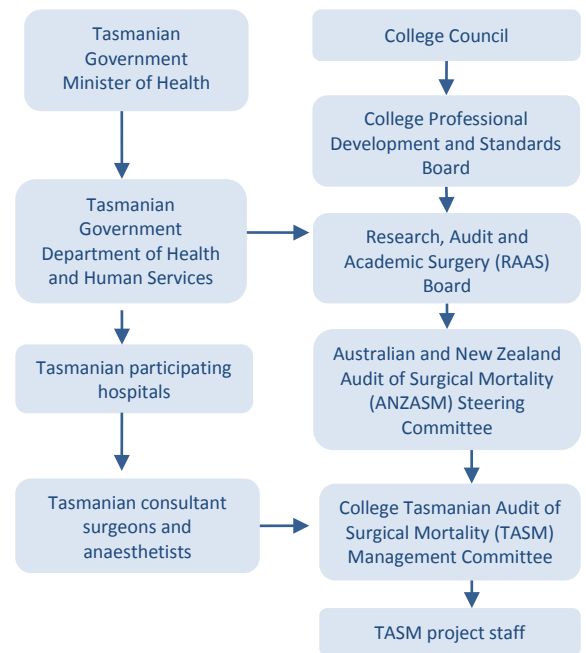 Tasmanian
Government
Minister of Health
Tasmanian
Government
Department of Health
and Human Services
Tasmanian participating
hospitals
Tasmanian consultant
surgeons and
anaesthetists
College Council
College Professional
Development and Standards
Board
Research, Audit and
Academic Surgery (RAAS)
Board
Australian and New Zealand
Audit of Surgical Mortality
(ANZASM) Steering
Committee
College Tasmanian Audit of
Surgical Mortality (TASM)
Management Committee
TASM project staff